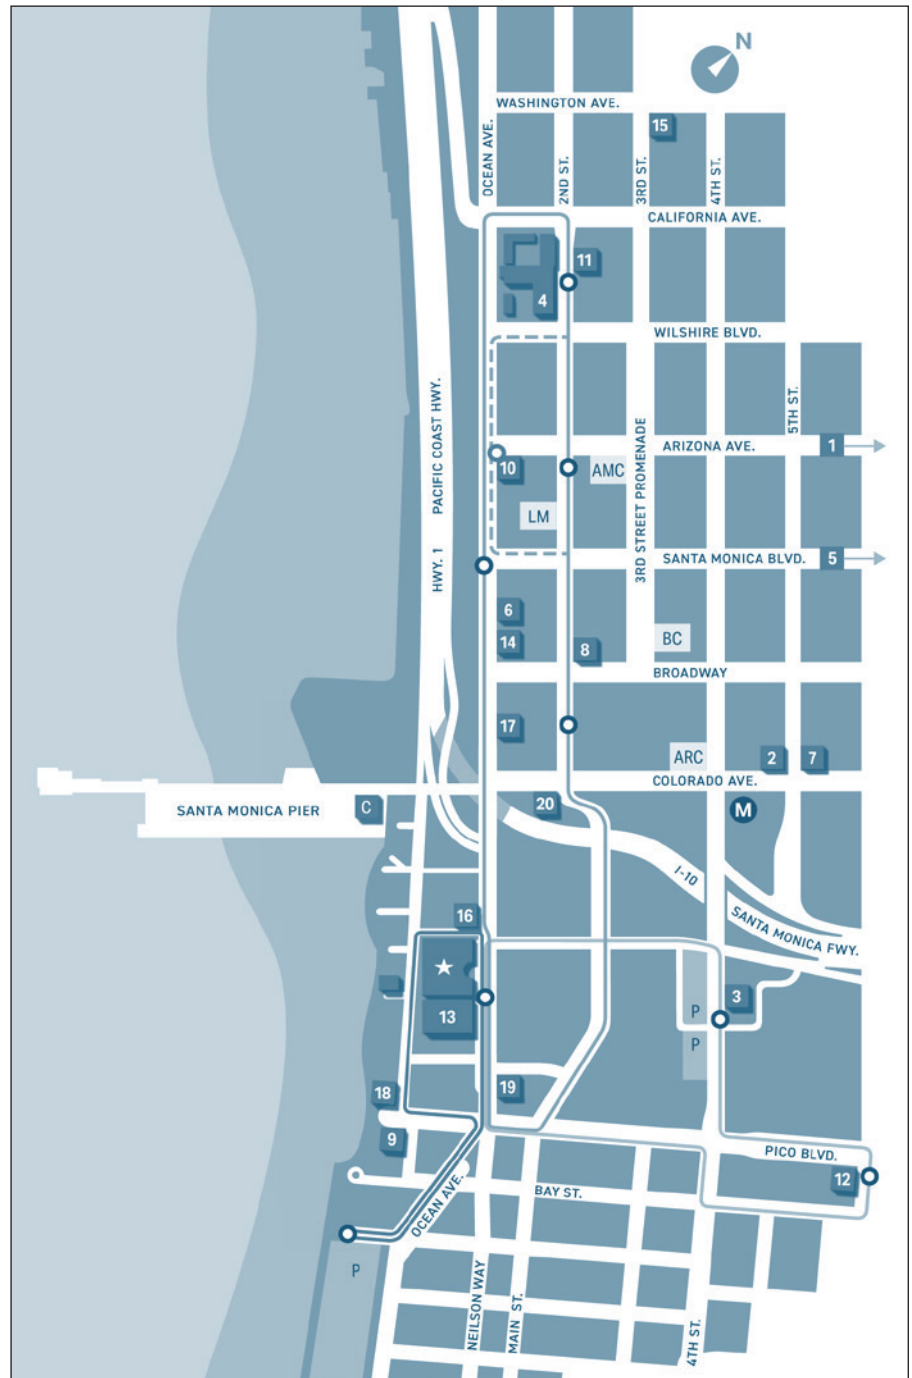 N
WASHINGTON AVE.
15
OCEAN AVE.
2ND ST.
3RD ST.
4TH ST.
CALIFORNIA AVE.
11
4
WILSHIRE BLVD.
PACIFIC COAST HWY.
HWY. 1
5TH ST.
3RD STREET PROMENADE
ARIZONA AVE.
1
10
AMC
LM
SANTA MONICA BLVD.
5
6
14
8
BC
BROADWAY
17
ARC
2
7
COLORADO AVE.
SANTA MONICA PIER
C
20
M
I-10
SANTA MONICA FWY.
16
13
3
P
P
18
19
9
PICO BLVD.
12
BAY ST.
OCEAN AVE.
P
NEILSON WAY
MAIN ST.
4TH ST.